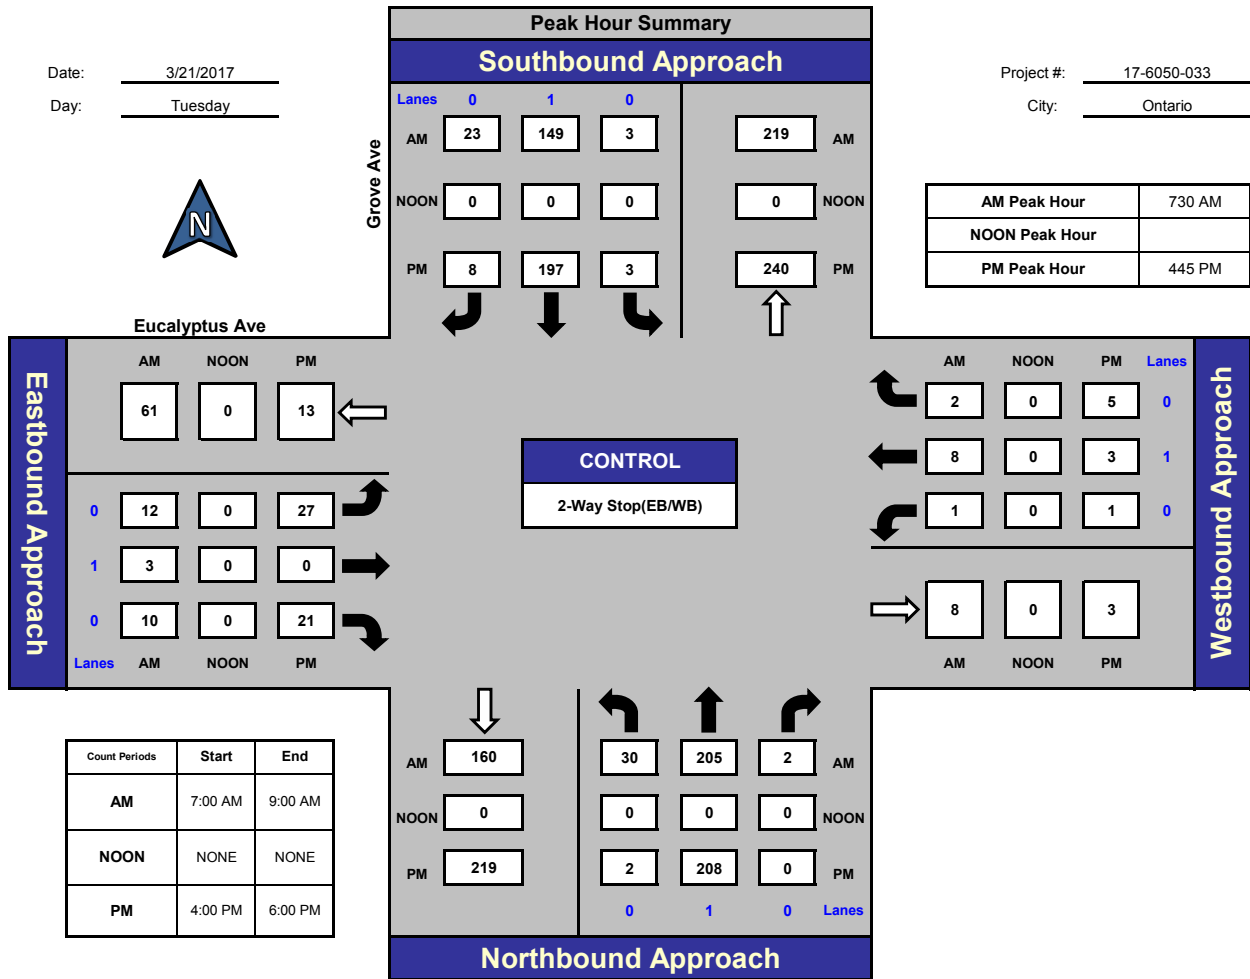 Peak Hour Summary
Southbound Approach
Date: 3/21/2017
Day: Tuesday
Project #: 17-6050-033
City: Ontario
N
Grove Ave
Lanes 0 1 0
AM 23 149 3 219 AM
NOON 0 0 0 0 NOON
PM 8 197 3 240 PM
AM Peak Hour 730 AM
NOON Peak Hour
PM Peak Hour 445 PM
Eucalyptus Ave
Eastbound Approach
AM NOON PM
61 0 13
0 12 0 27
1 3 0 0
0 10 0 21
Lanes AM NOON PM
CONTROL
2-Way Stop(EB/WB)
AM NOON PM Lanes
2 0 5 0
8 0 3 1
1 0 1 0
8 0 3
AM NOON PM
Westbound Approach
Count Periods Start End
AM 7:00 AM 9:00 AM
NOON NONE NONE
PM 4:00 PM 6:00 PM
AM 160 30 205 2 AM
NOON 0 0 0 0 NOON
PM 219 2 208 0 PM
0 1 0 Lanes
Northbound Approach